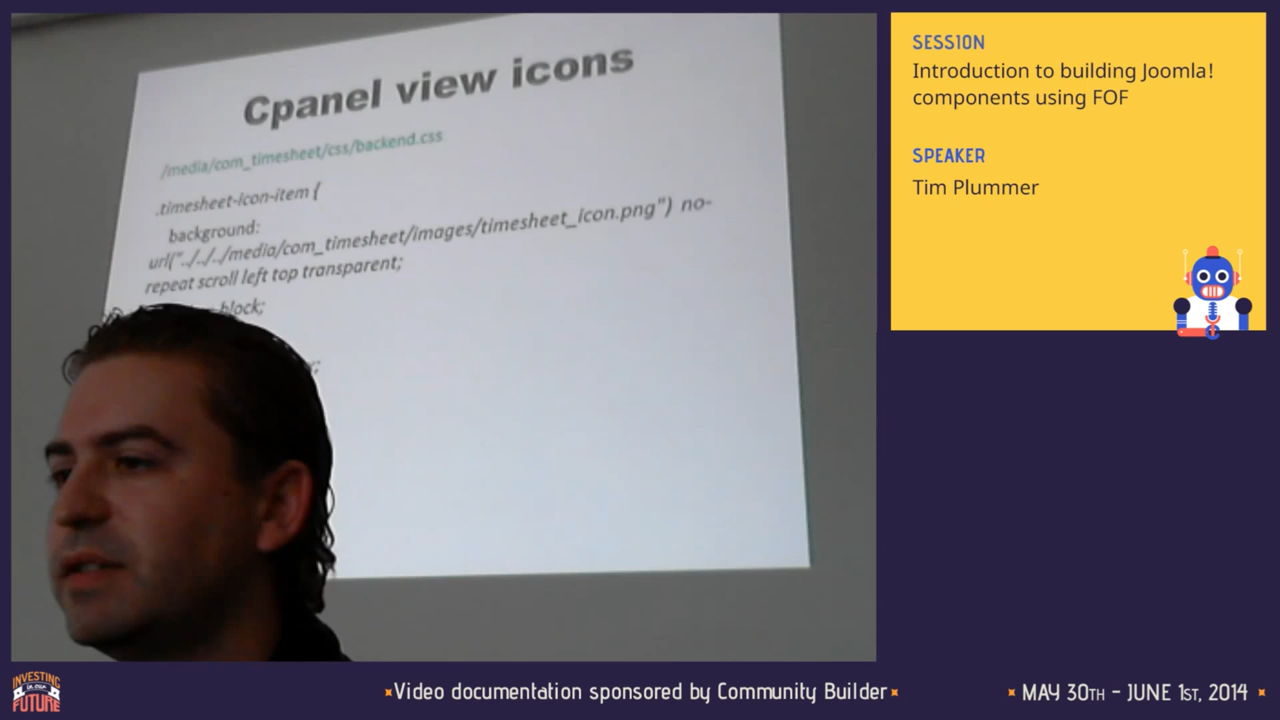 Cpanel view icons
/media/com_timesheet/css/backend.css
.timesheet-icon-item {
background:
url("../../../media/com_timesheet/images/timesheet_icon.png") no-
repeat scroll left top transparent;
block;
SESSION
Introduction to building Joomla!
components using FOF
SPEAKER
Tim Plummer
INVESTING
IN OUR
FUTURE
Video documentation sponsored by Community Builder
MAY 30TH - JUNE 1ST, 2014